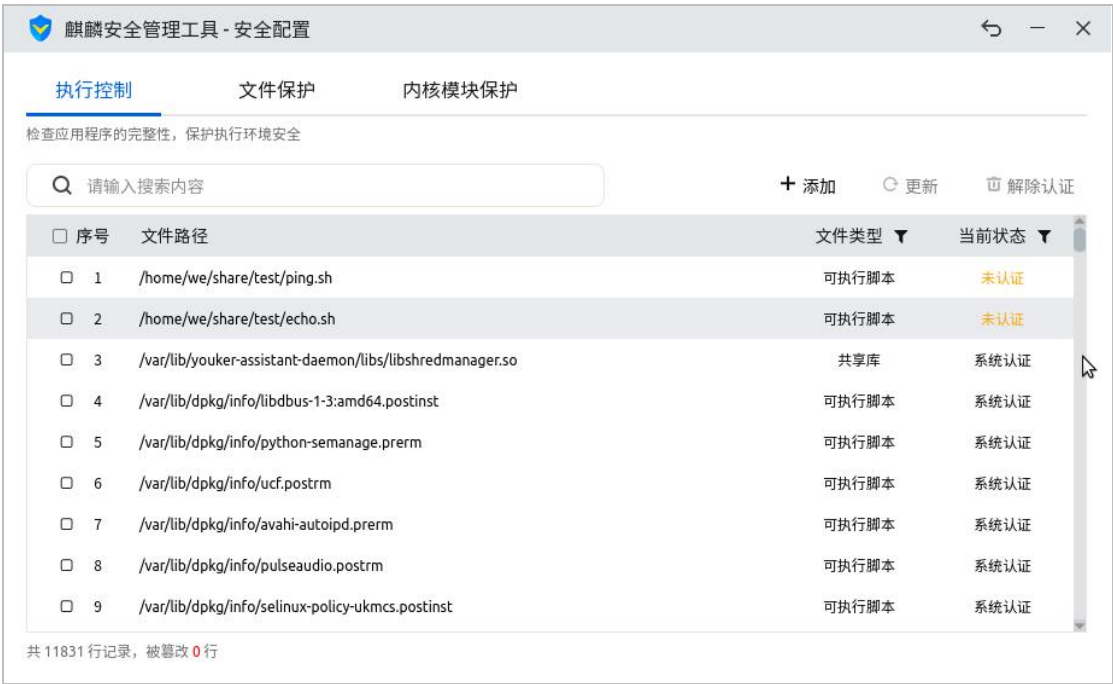 麒麟安全管理工具 - 安全配置
执行控制 文件保护 内核模块保护
检查应用程序的完整性，保护执行环境安全
请输入搜索内容 + 添加 更新 解除认证
序号 文件路径 文件类型 当前状态
1 /home/we/share/test/ping.sh 可执行脚本 未认证
2 /home/we/share/test/echo.sh 可执行脚本 未认证
3 /var/lib/youker-assistant-daemon/libs/libshredmanager.so 共享库 系统认证
4 /var/lib/dpkg/info/libdbus-1-3:amd64.postinst 可执行脚本 系统认证
5 /var/lib/dpkg/info/python-semanage.prerm 可执行脚本 系统认证
6 /var/lib/dpkg/info/ucf.postrm 可执行脚本 系统认证
7 /var/lib/dpkg/info/avahi-autoipd.prerm 可执行脚本 系统认证
8 /var/lib/dpkg/info/pulseaudio.postrm 可执行脚本 系统认证
9 /var/lib/dpkg/info/selinux-policy-ukmcs.postinst 可执行脚本 系统认证
共 11831 行记录，被篡改 0 行